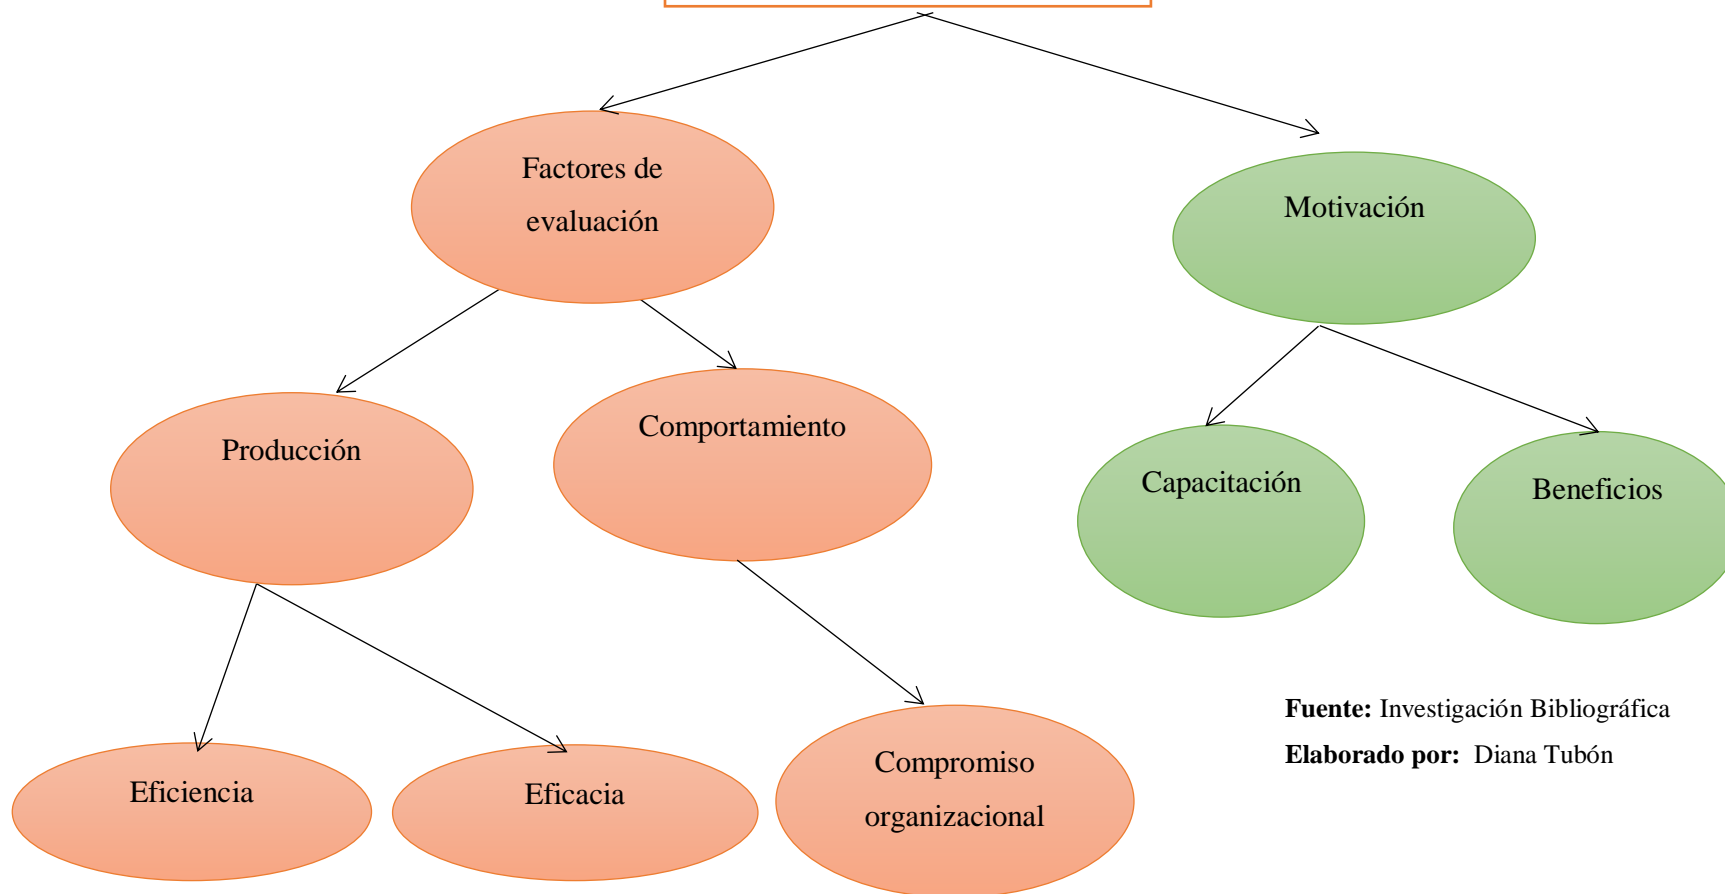 Factores de
evaluación
Motivación
Producción
Comportamiento
Capacitación
Beneficios
Eficiencia
Eficacia
Compromiso
organizacional
Fuente: Investigación Bibliográfica
Elaborado por: Diana Tubón